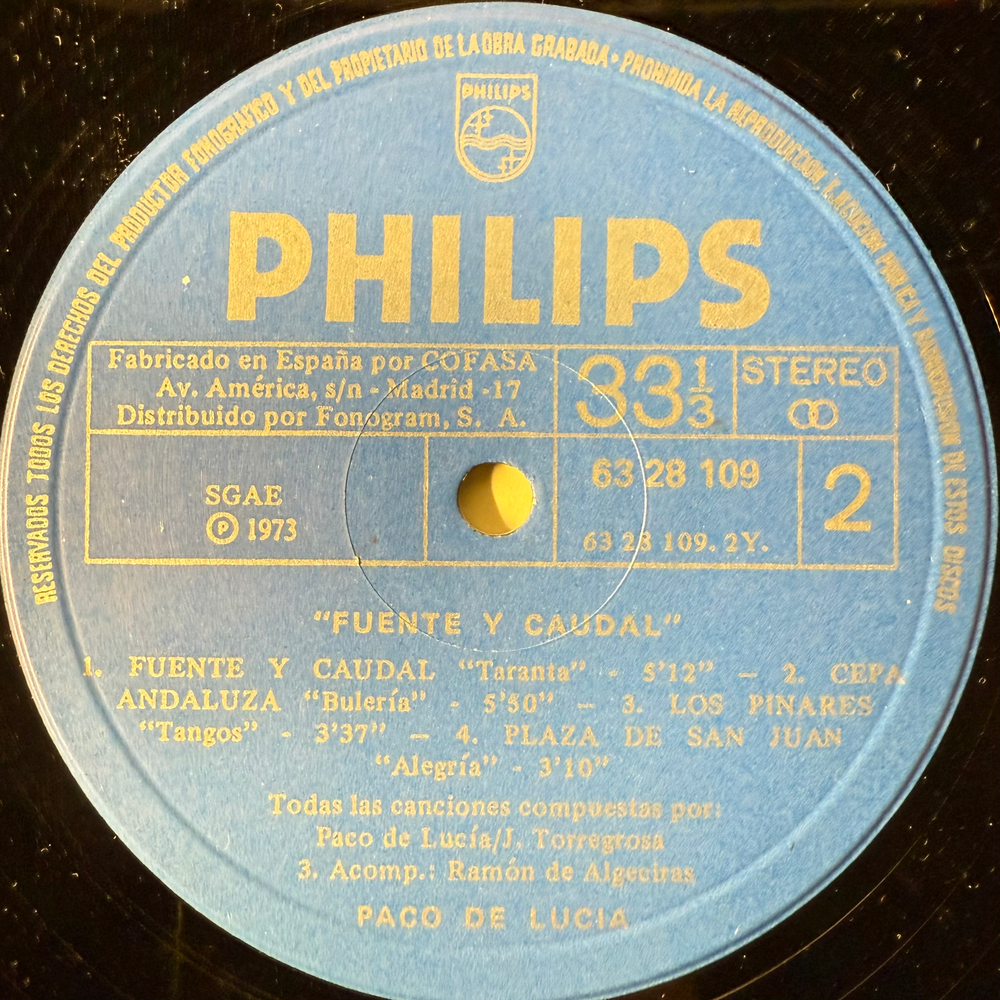 RESERVADOS TODOS LOS DERECHOS DEL PRODUCTOR FONOGRAFICO Y DEL PROPIETARIO DE LA OBRA GRABADA • PROHIBIDA LA REPRODUCCION, EJECUCION PUBLICA Y RADIODIFUSION DE ESTOS DISCOS
PHILIPS
PHILIPS
Fabricado en España por COFASA
Av. América, s/n - Madrid -17
Distribuido por Fonogram, S. A.
33 1/3
STEREO
SGAE
℗ 1973
63 28 109
63 28 109. 2Y.
2
“FUENTE Y CAUDAL”
1. FUENTE Y CAUDAL “Taranta” - 5’12” — 2. CEPA
ANDALUZA “Bulería” - 5’50” — 3. LOS PINARES
“Tangos” - 3’37” — 4. PLAZA DE SAN JUAN
“Alegría” - 3’10”
Todas las canciones compuestas por:
Paco de Lucía/J. Torregrosa
3. Acomp.: Ramón de Algeciras
PACO DE LUCIA